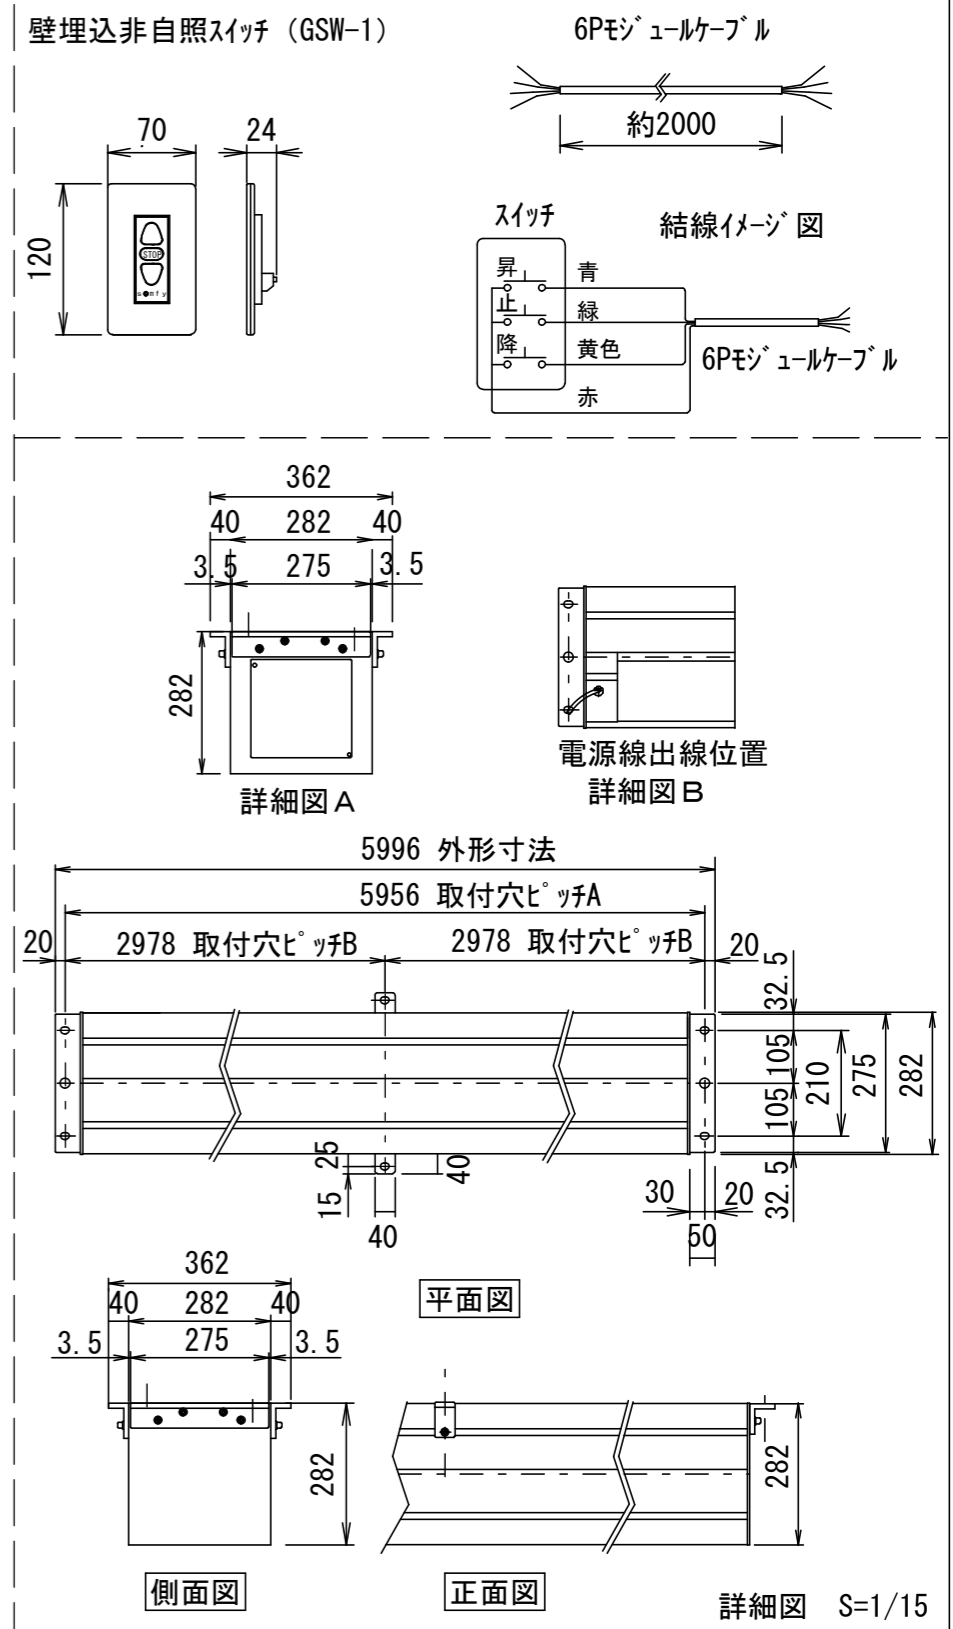 壁埋込非自照ｽｲｯﾁ (GSW-1)
6Pﾓｼﾞｭｰﾙｹｰﾌﾞﾙ
約2000
70
24
120
STOP
somfy
ｽｲｯﾁ
結線ｲﾒｰｼﾞ図
昇
青
止
緑
降
黄色
赤
6Pﾓｼﾞｭｰﾙｹｰﾌﾞﾙ
362
40 282 40
3.5 275 3.5
282
詳細図A
電源線出線位置
詳細図B
5996 外形寸法
5956 取付穴ﾋﾟｯﾁA
20 2978 取付穴ﾋﾟｯﾁB 2978 取付穴ﾋﾟｯﾁB 20
32.5
105
105
32.5
210
275
282
25
15
40
40
30 20
50
平面図
362
40 282 40
3.5 275 3.5
282
側面図
282
正面図
詳細図 S=1/15